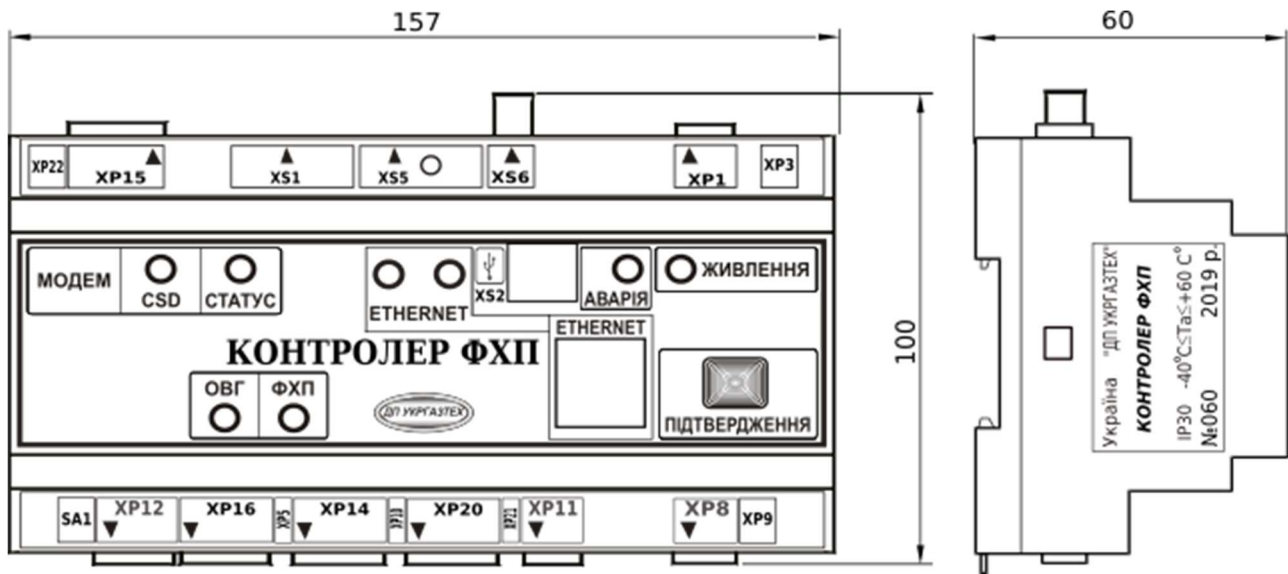 157
60
100
XP22
XP15
XS1
XS5
XS6
XP1
XP3
МОДЕМ
CSD
СТАТУС
ETHERNET
XS2
АВАРІЯ
ЖИВЛЕННЯ
ETHERNET
КОНТРОЛЕР ФХП
ОВГ
ФХП
ДП УКРГАЗТЕХ
ПІДТВЕРДЖЕННЯ
SA1
XP12
XP16
XP5
XP14
XP20
XP21
XP11
XP8
XP9
Україна "ДП УКРГАЗТЕХ"
КОНТРОЛЕР ФХП
IP30 -40°C≤Ta≤+60 C°
№060 2019 р.